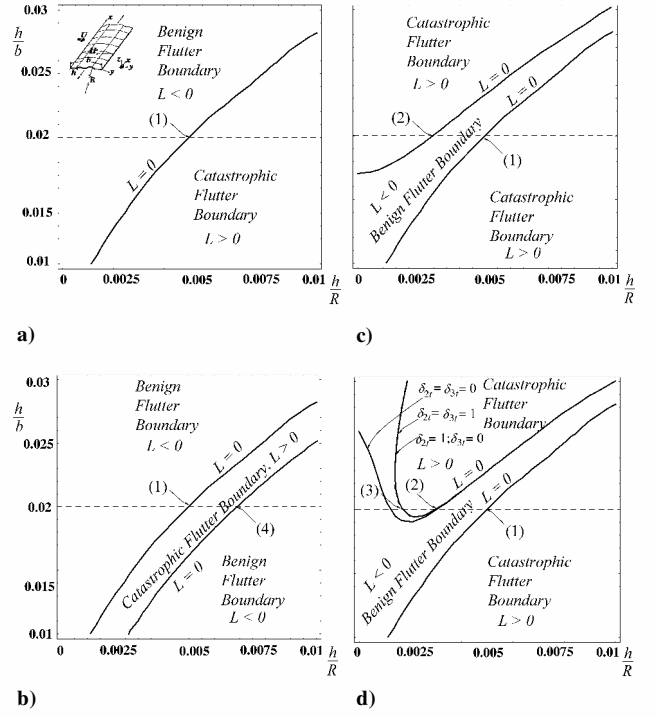 h/b
0.03
0.025
0.02
0.015
0.01
Benign
Flutter
Boundary
L < 0
(1)
L = 0
Catastrophic
Flutter
Boundary
L > 0
0 0.0025 0.005 0.0075 0.01 h/R
a)
Catastrophic
Flutter
Boundary
L > 0
L = 0
L = 0
(2)
(1)
L < 0
Benign Flutter Boundary
Catastrophic
Flutter
Boundary
L > 0
0 0.0025 0.005 0.0075 0.01 h/R
c)
h/b
0.03
0.025
0.02
0.015
0.01
Benign
Flutter
Boundary
L < 0
L = 0
(1)
Catastrophic Flutter Boundary, L > 0
(4)
L = 0
Benign
Flutter
Boundary
L < 0
0 0.0025 0.005 0.0075 0.01 h/R
b)
δ2t = δ3t = 0
δ2t = δ3t = 1
δ2t = 1; δ3t = 0
Catastrophic
Flutter
Boundary
L > 0
L = 0
L = 0
(3)
(2)
(1)
L < 0
Benign Flutter Boundary
Catastrophic
Flutter
Boundary
L > 0
0 0.0025 0.005 0.0075 0.01 h/R
d)